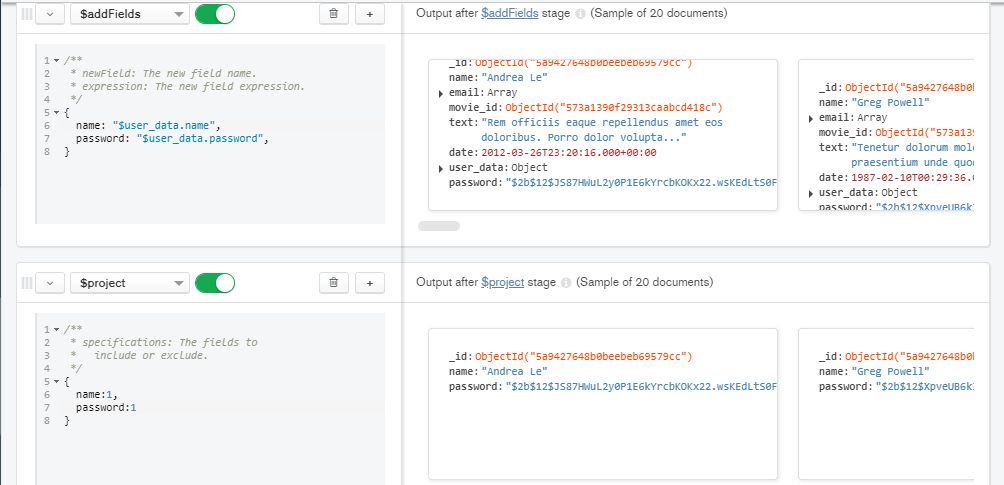 $addFields
+
Output after $addFields stage (Sample of 20 documents)
1 /**
2 * newField: The new field name.
3 * expression: The new field expression.
4 */
5 {
6 name: "$user_data.name",
7 password: "$user_data.password",
8 }
_id: ObjectId("5a9427648b0beebeb69579cc")
name: "Andrea Le"
email: Array
movie_id: ObjectId("573a1390f29313caabcd418c")
text: "Rem officiis eaque repellendus amet eos
doloribus. Porro dolor volupta..."
date: 2012-03-26T23:20:16.000+00:00
user_data: Object
password: "$2b$12$JS87HWuL2y0P1E6kYrcbKOKx22.wsKEdLtS0F
_id: ObjectId("5a9427648b0
name: "Greg Powell"
email: Array
movie_id: ObjectId("573a13
text: "Tenetur dolorum mol
praesentium unde quo
date: 1987-02-10T00:29:36.
user_data: Object
password: "$2b$12$XpveUB6k
$project
+
Output after $project stage (Sample of 20 documents)
1 /**
2 * specifications: The fields to
3 * include or exclude.
4 */
5 {
6 name:1,
7 password:1
8 }
_id: ObjectId("5a9427648b0beebeb69579cc")
name: "Andrea Le"
password: "$2b$12$JS87HWuL2y0P1E6kYrcbKOKx22.wsKEdLtS0F
_id: ObjectId("5a9427648b0
name: "Greg Powell"
password: "$2b$12$XpveUB6k